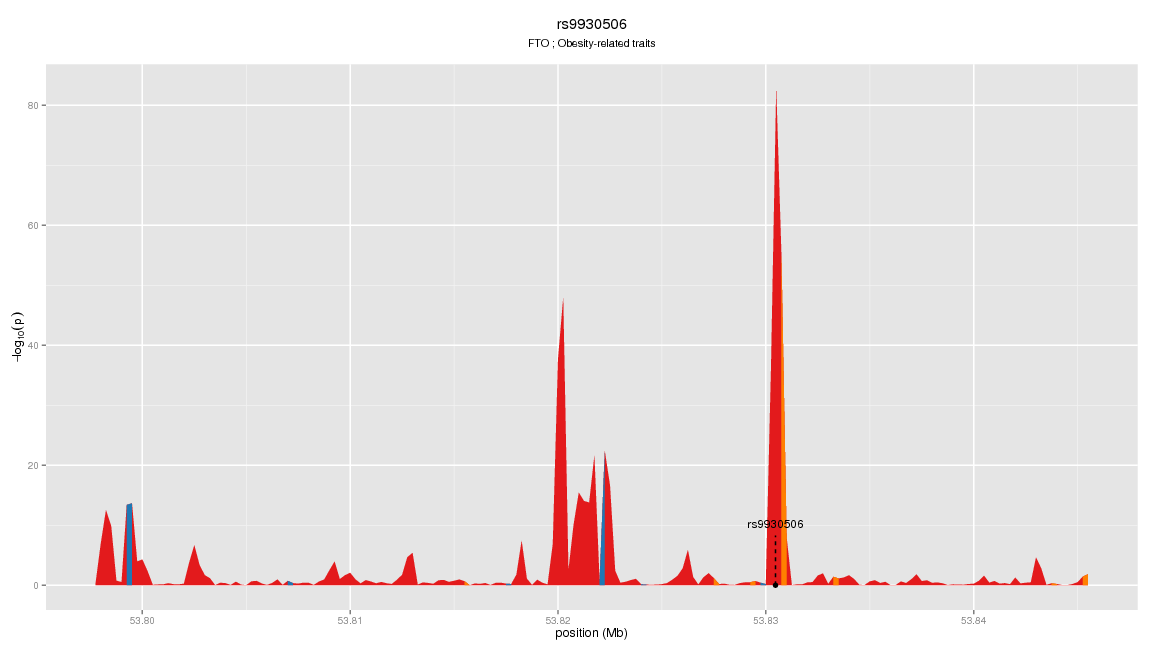 rs9930506
FTO ; Obesity-related traits
−log10(p)
80
60
40
20
0
rs9930506
53.80
53.81
53.82
53.83
53.84
position (Mb)